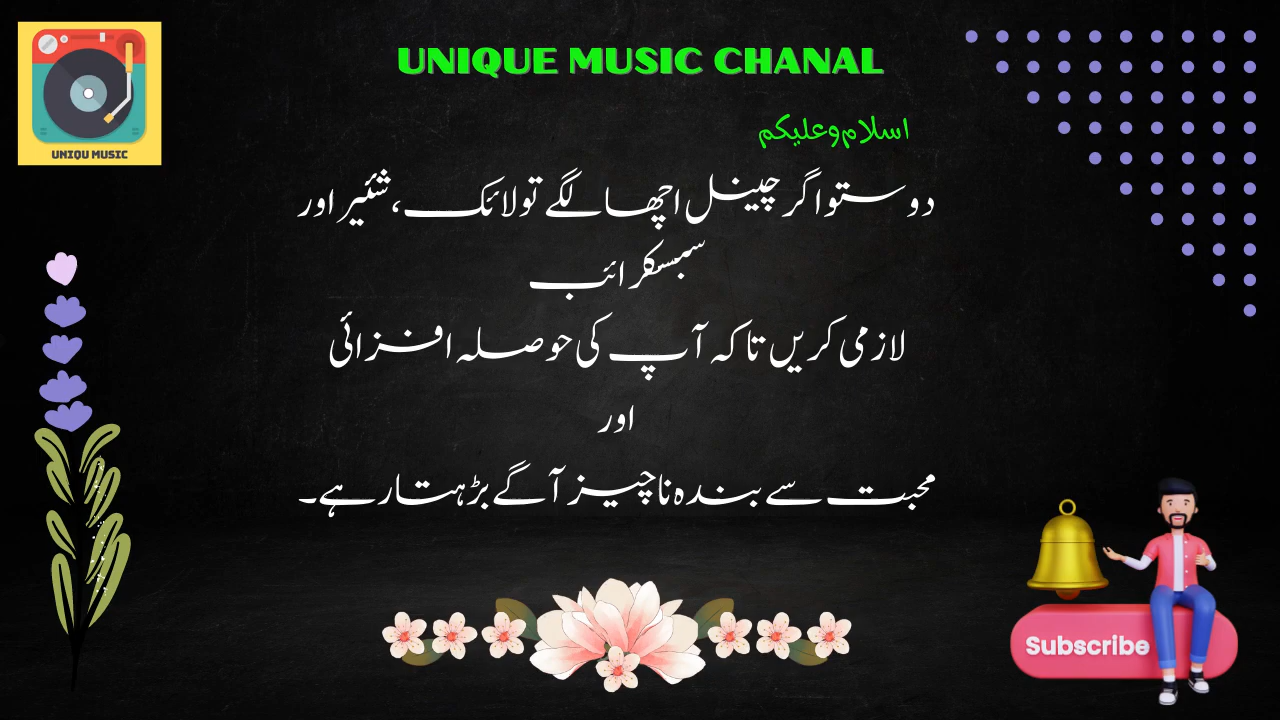 UNIQUE MUSIC CHANAL
UNIQU MUSIC
اسلام وعلیکم
دوستو اگر چینل اچھا لگے تو لائک، شئیر اور
سبسکرائب
لازمی کریں تاکہ آپ کی حوصلہ افزائی
اور
محبت سے بندہ ناچیز آگے بڑہتا رہے۔
Subscribe